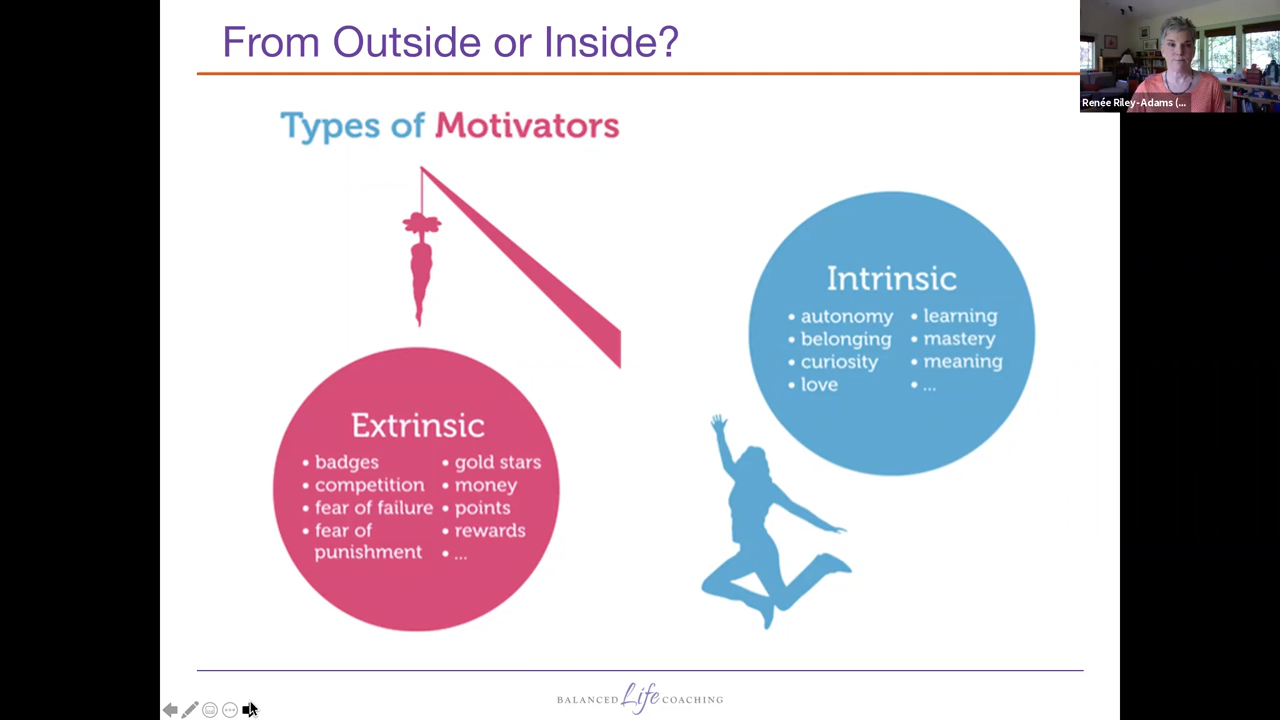 From Outside or Inside?
Renée Riley-Adams (...
Types of Motivators
Intrinsic
• autonomy
• belonging
• curiosity
• love
• learning
• mastery
• meaning
• ...
Extrinsic
• badges
• competition
• fear of failure
• fear of
punishment
• gold stars
• money
• points
• rewards
• ...
BALANCED Life COACHING